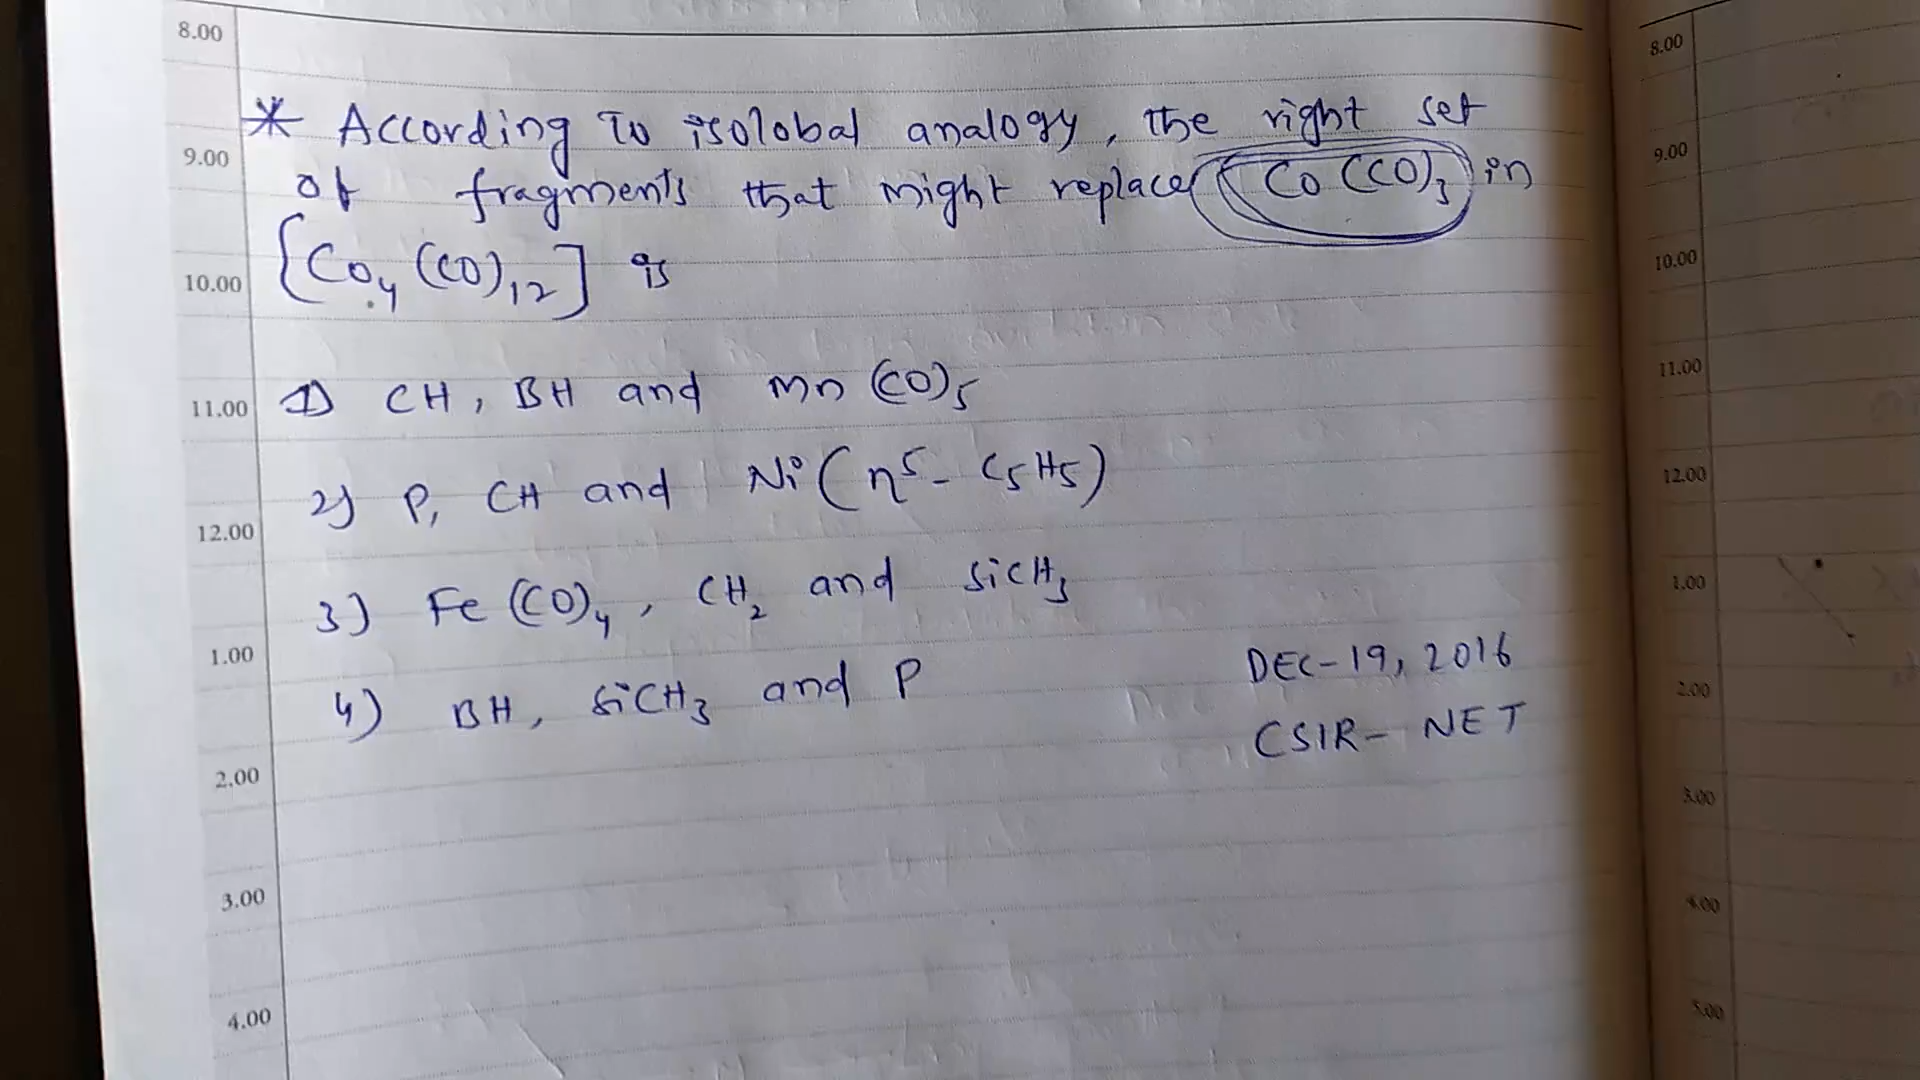 8.00
* According to isolobal analogy, the right set
9.00
of fragments that might replace Co(CO)3 in
10.00
[Co4(CO)12] is
11.00
1) CH, BH and Mn(CO)5
2) P, CH and Ni(η5-C5H5)
12.00
3) Fe(CO)4, CH2 and SiCH3
1.00
4) BH, SiCH3 and P
DEC-19, 2016
CSIR-NET
2.00
3.00
4.00
8.00
9.00
10.00
11.00
12.00
1.00
2.00
3.00
4.00
5.00